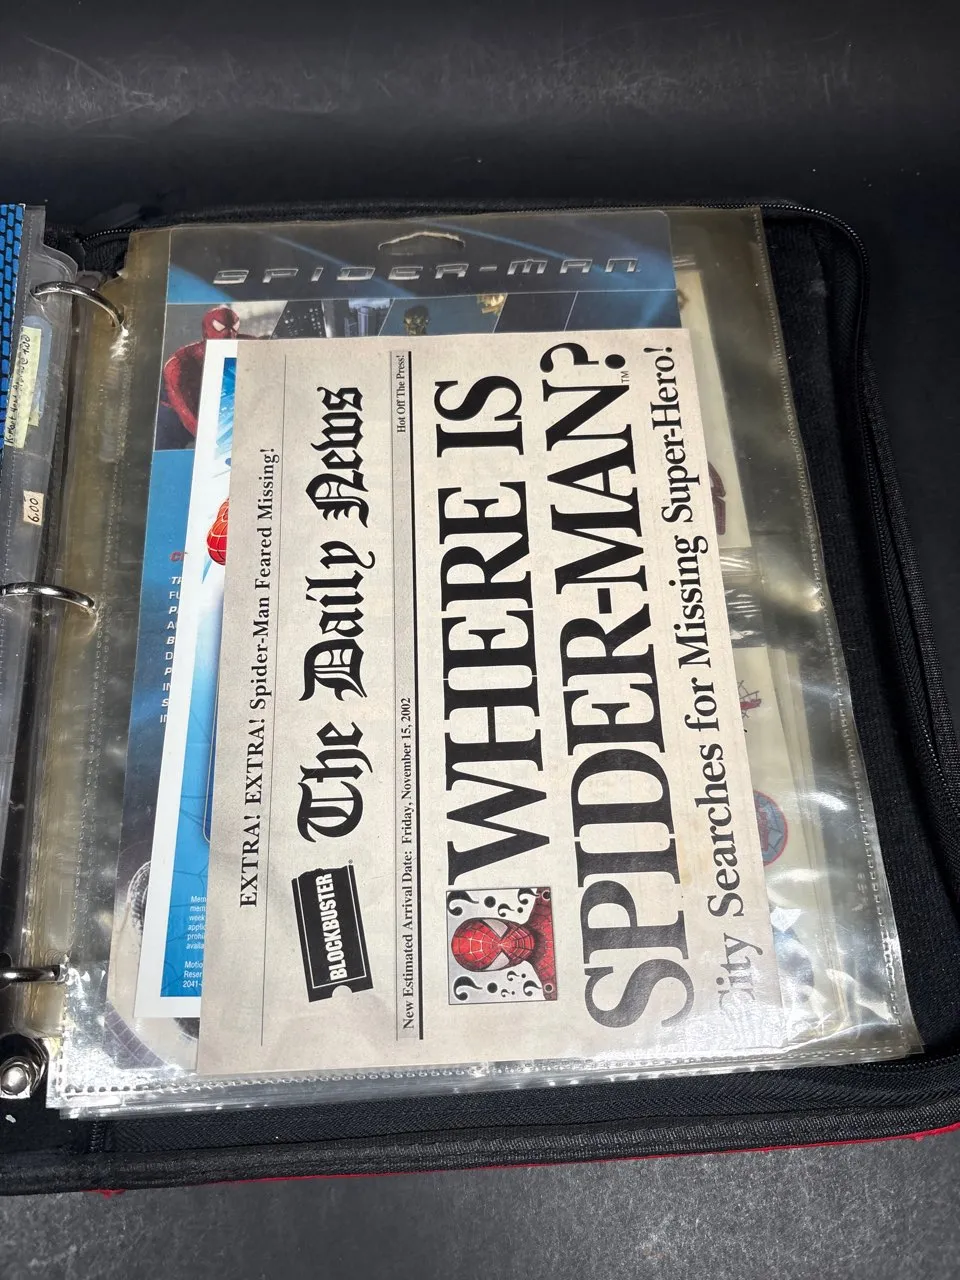 SPIDER-MAN
EXTRA! EXTRA! Spider-Man Feared Missing!
BLOCKBUSTER®
The Daily News
New Estimated Arrival Date: Friday, November 15, 2002
Hot Off The Press!
WHERE IS
SPIDER-MAN?™
City Searches for Missing Super-Hero!
6.00